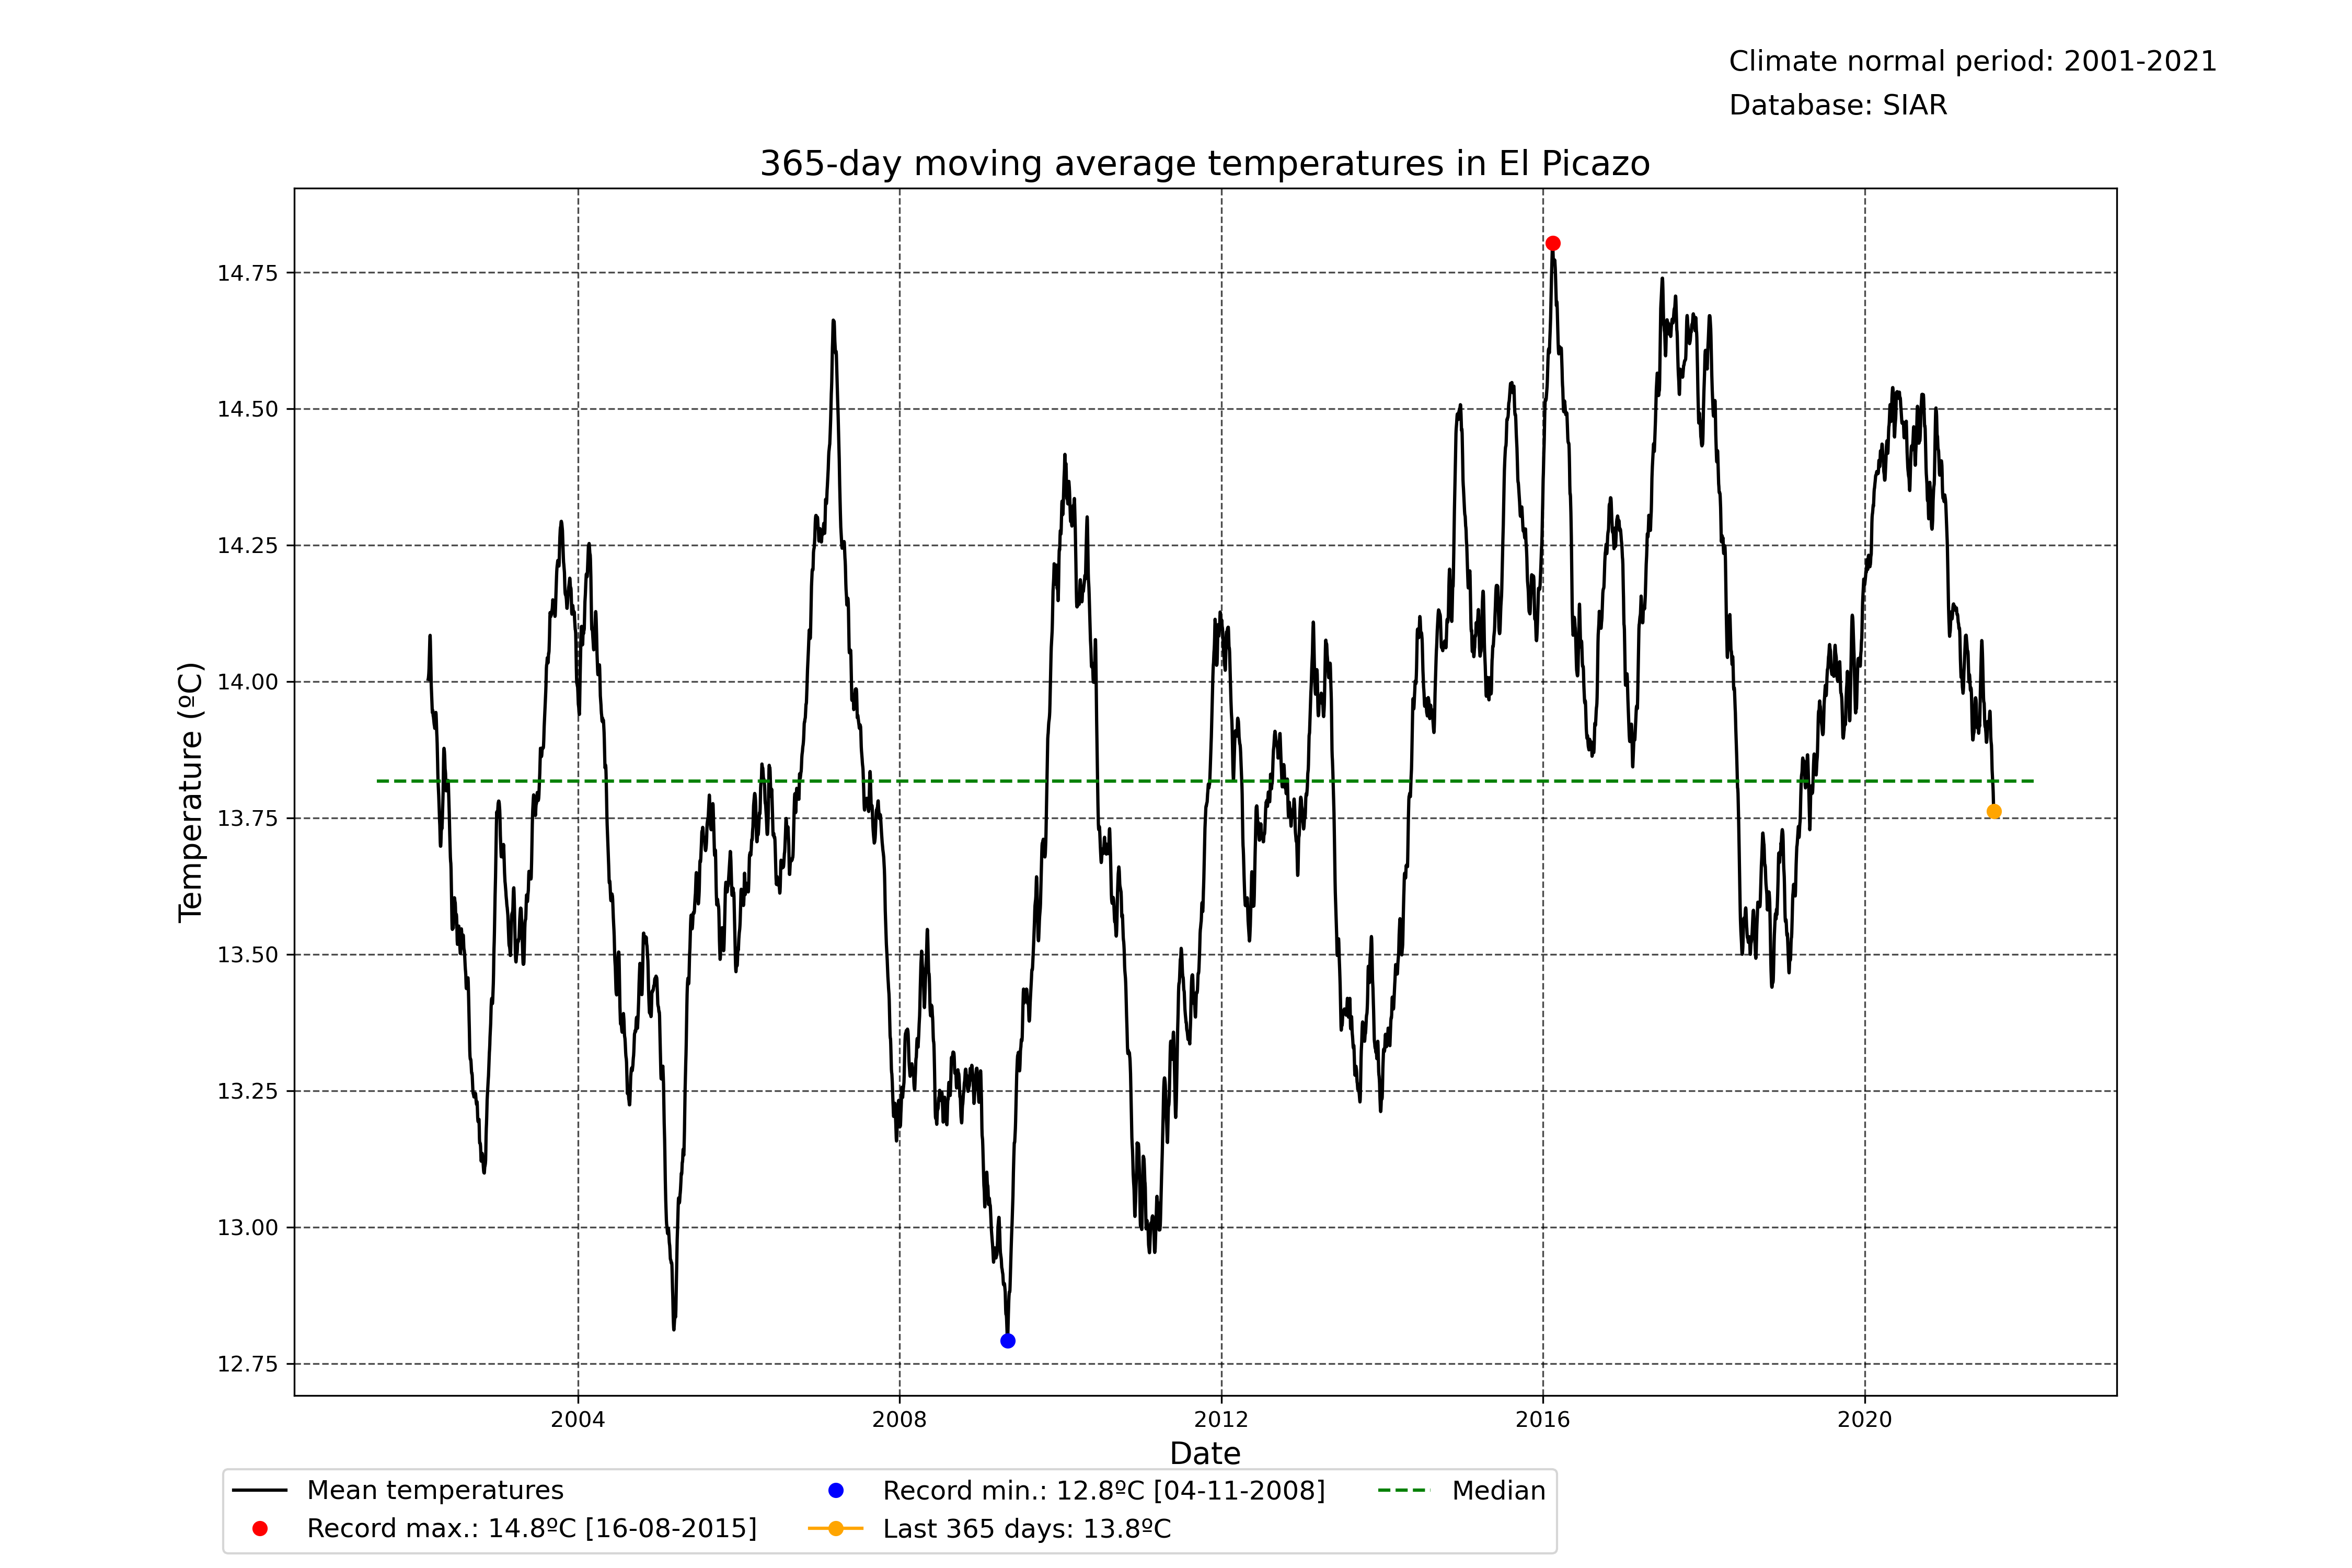 Climate normal period: 2001-2021
Database: SIAR
365-day moving average temperatures in El Picazo
14.75
14.50
14.25
14.00
13.75
13.50
13.25
13.00
12.75
Temperature (ºC)
2004 2008 2012 2016 2020
Date
Mean temperatures
Record max.: 14.8ºC [16-08-2015]
Record min.: 12.8ºC [04-11-2008]
Last 365 days: 13.8ºC
Median